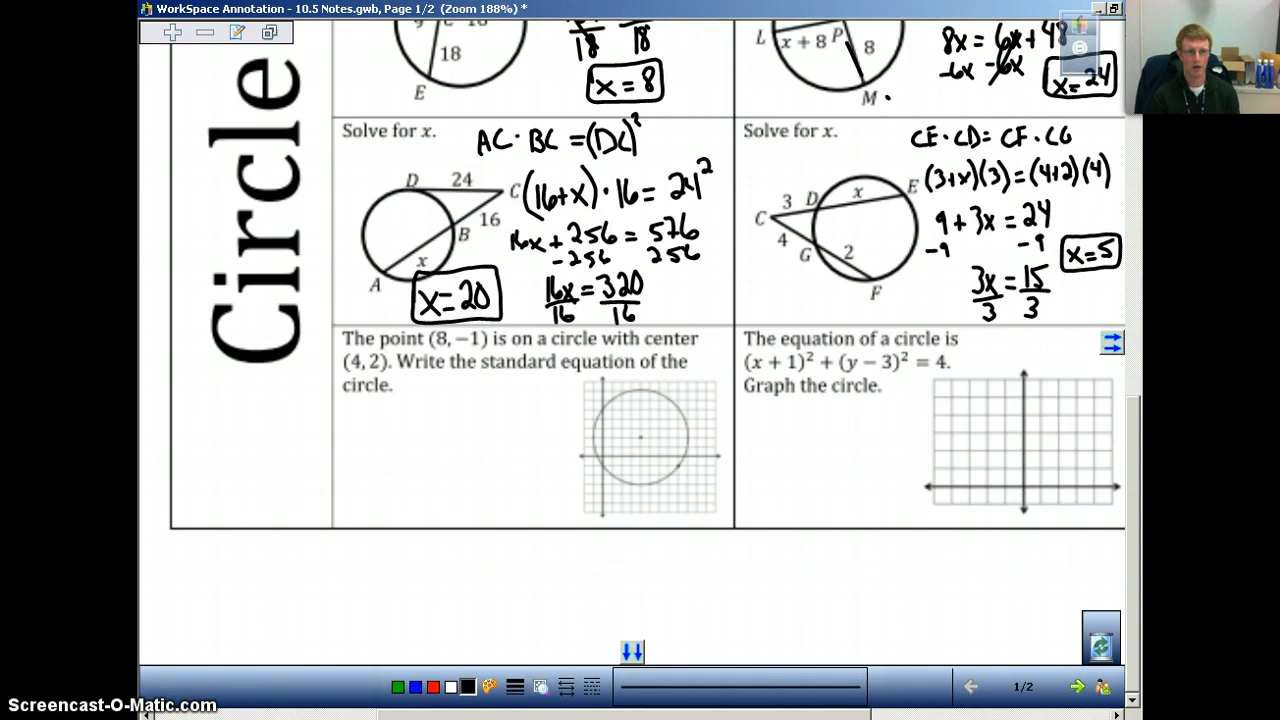 WorkSpace Annotation - 10.5 Notes.gwb, Page 1/2 (Zoom 188%) *
Circle
18
E
18 18
x = 8
L x + 8 P 8
M
8x = 6x + 48
-6x -6x
x = 24
Solve for x.
AC · BC = (DC)²
D 24 C
16
B
x
A
(16+x) · 16 = 24²
16x + 256 = 576
- 256 256
16x = 320
16 16
x = 20
Solve for x.
CE · CD = CF · CG
3 D x E
C
4
G 2
F
(3+x)(3) = (4+2)(4)
9 + 3x = 24
-9 -9
3x = 15
3 3
x = 5
The point (8, −1) is on a circle with center
(4, 2). Write the standard equation of the
circle.
The equation of a circle is
(x + 1)² + (y − 3)² = 4.
Graph the circle.
1/2
Screencast-O-Matic.com